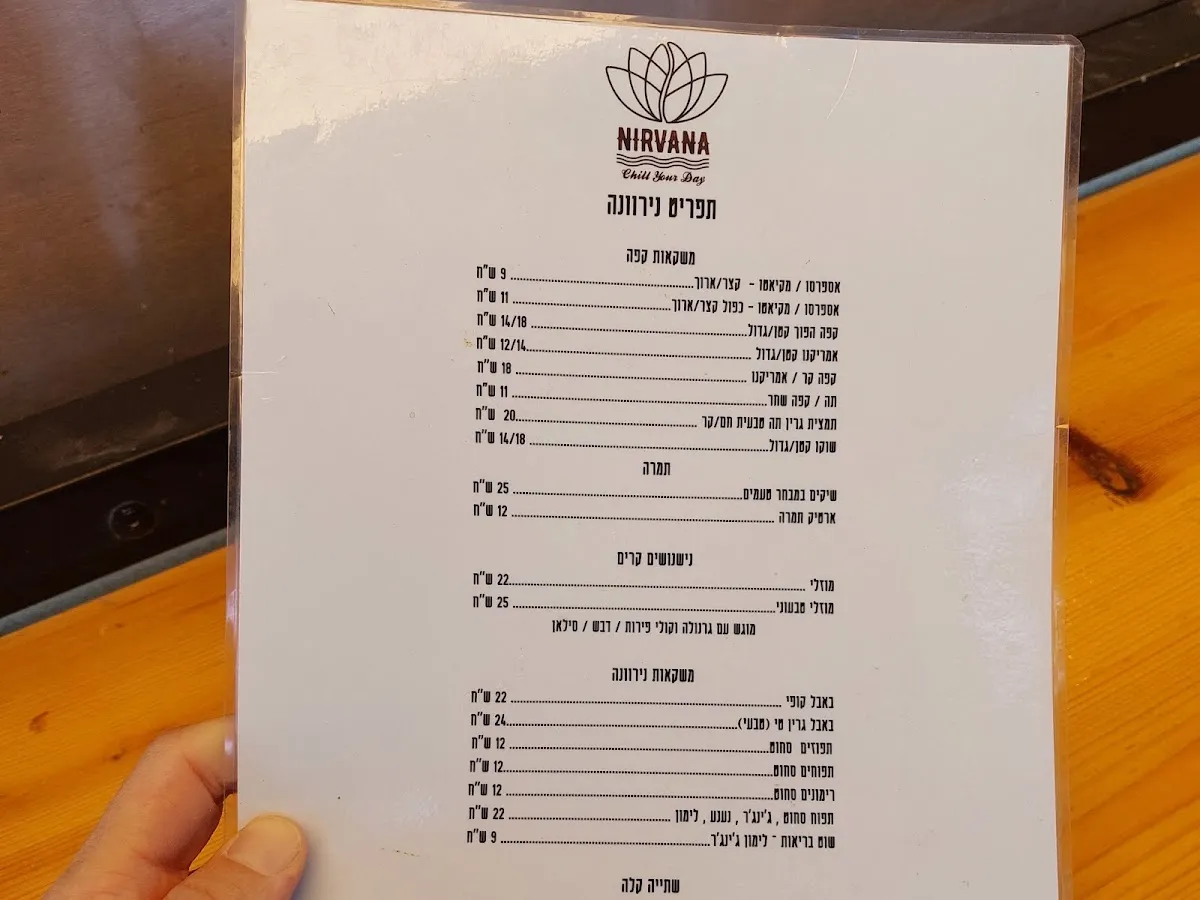 NIRVANA
Chill Your Day
תפריט נירוונה
משקאות קפה
אספרסו / מקיאטו - קצר/ארוך 9 ש"ח
אספרסו / מקיאטו - כפול קצר/ארוך 11 ש"ח
קפה הפוך קטן/גדול 14/18 ש"ח
אמריקנו קטן/גדול 12/14 ש"ח
קפה קר / אמריקנו 18 ש"ח
תה / קפה שחר 11 ש"ח
תמצית גרין תה טבעית חם/קר 20 ש"ח
שוקו קטן/גדול 14/18 ש"ח
תמרה
שיקים במבחר טעמים 25 ש"ח
ארטיק תמרה 12 ש"ח
נישנושים קרים
מוזלי 22 ש"ח
מוזלי טבעוני 25 ש"ח
מוגש עם גרנולה וקולי פירות / דבש / סילאן
משקאות נירוונה
באבל קופי 22 ש"ח
באבל גרין טי (טבעי) 24 ש"ח
תפוזים סחוט 12 ש"ח
תפוחים סחוט 12 ש"ח
רימונים סחוט 12 ש"ח
תפוח סחוט , ג'ינג'ר , נענע , לימון 22 ש"ח
שוט בריאות - לימון ג'ינג'ר 9 ש"ח
שתייה קלה